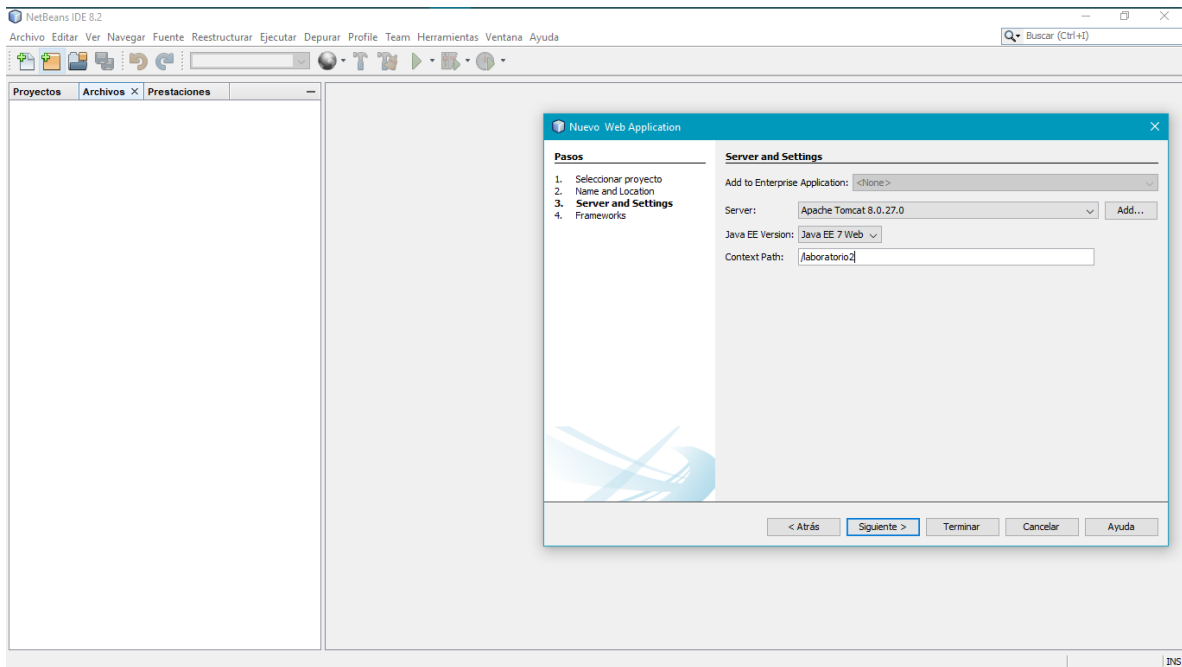 NetBeans IDE 8.2
Archivo Editar Ver Navegar Fuente Reestructurar Ejecutar Depurar Profile Team Herramientas Ventana Ayuda
Buscar (Ctrl+I)
Proyectos Archivos Prestaciones
Nuevo Web Application
Pasos
1. Seleccionar proyecto
2. Name and Location
3. Server and Settings
4. Frameworks
Server and Settings
Add to Enterprise Application: <None>
Server: Apache Tomcat 8.0.27.0 Add...
Java EE Version: Java EE 7 Web
Context Path: /laboratorio2
< Atrás Siguiente > Terminar Cancelar Ayuda
INS